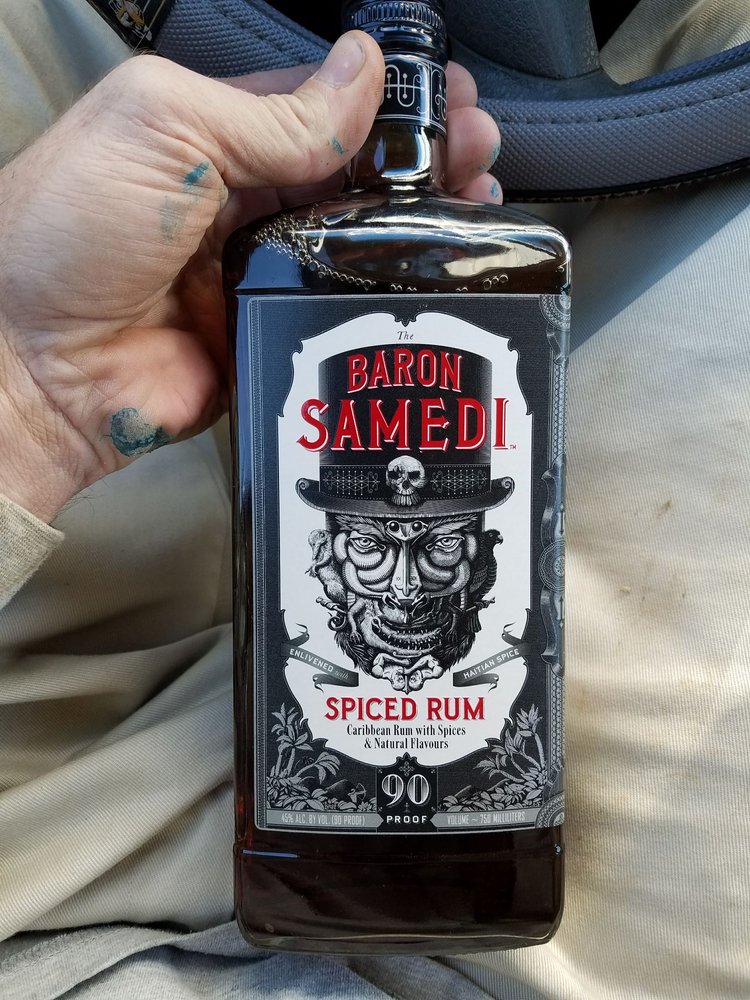 The
BARON
SAMEDI™
ENLIVENED with
HAITIAN SPICE
SPICED RUM
Caribbean Rum with Spices
& Natural Flavours
90
PROOF
45% ALC. BY VOL. (90 PROOF)
VOLUME ~ 750 MILLILITERS